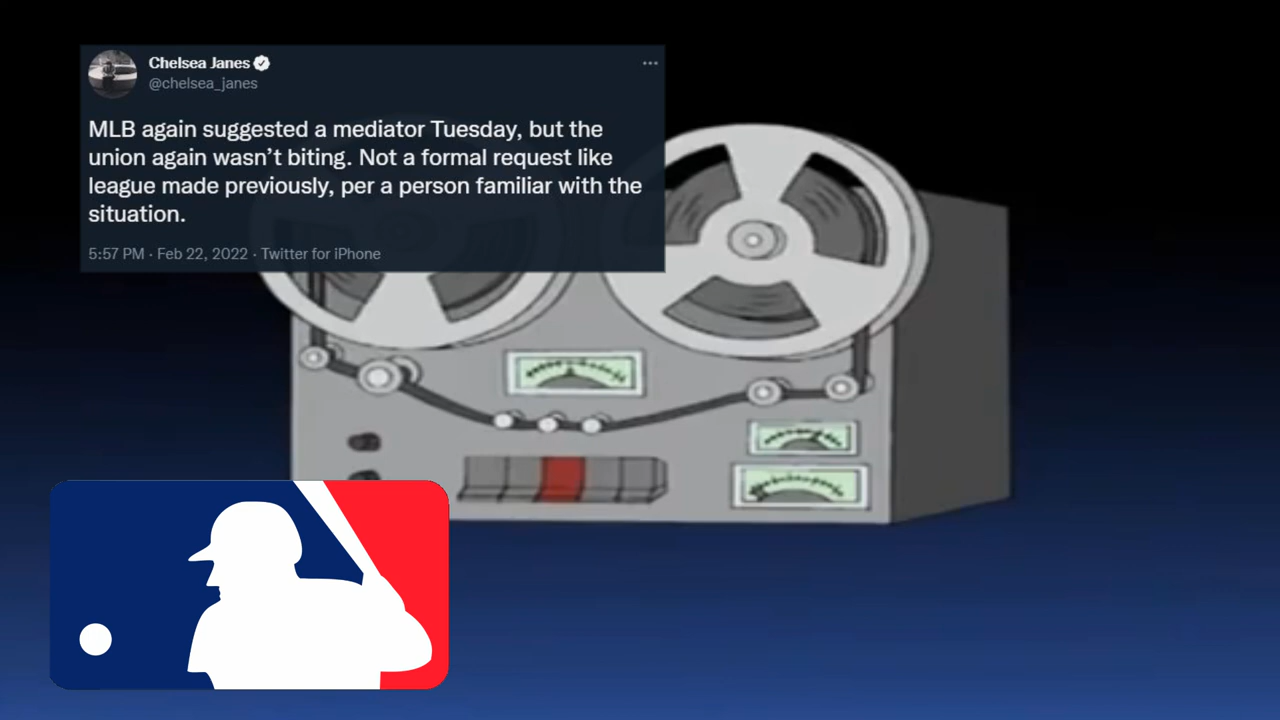 Chelsea Janes
@chelsea_janes
MLB again suggested a mediator Tuesday, but the
union again wasn’t biting. Not a formal request like
league made previously, per a person familiar with the
situation.
5:57 PM · Feb 22, 2022 · Twitter for iPhone